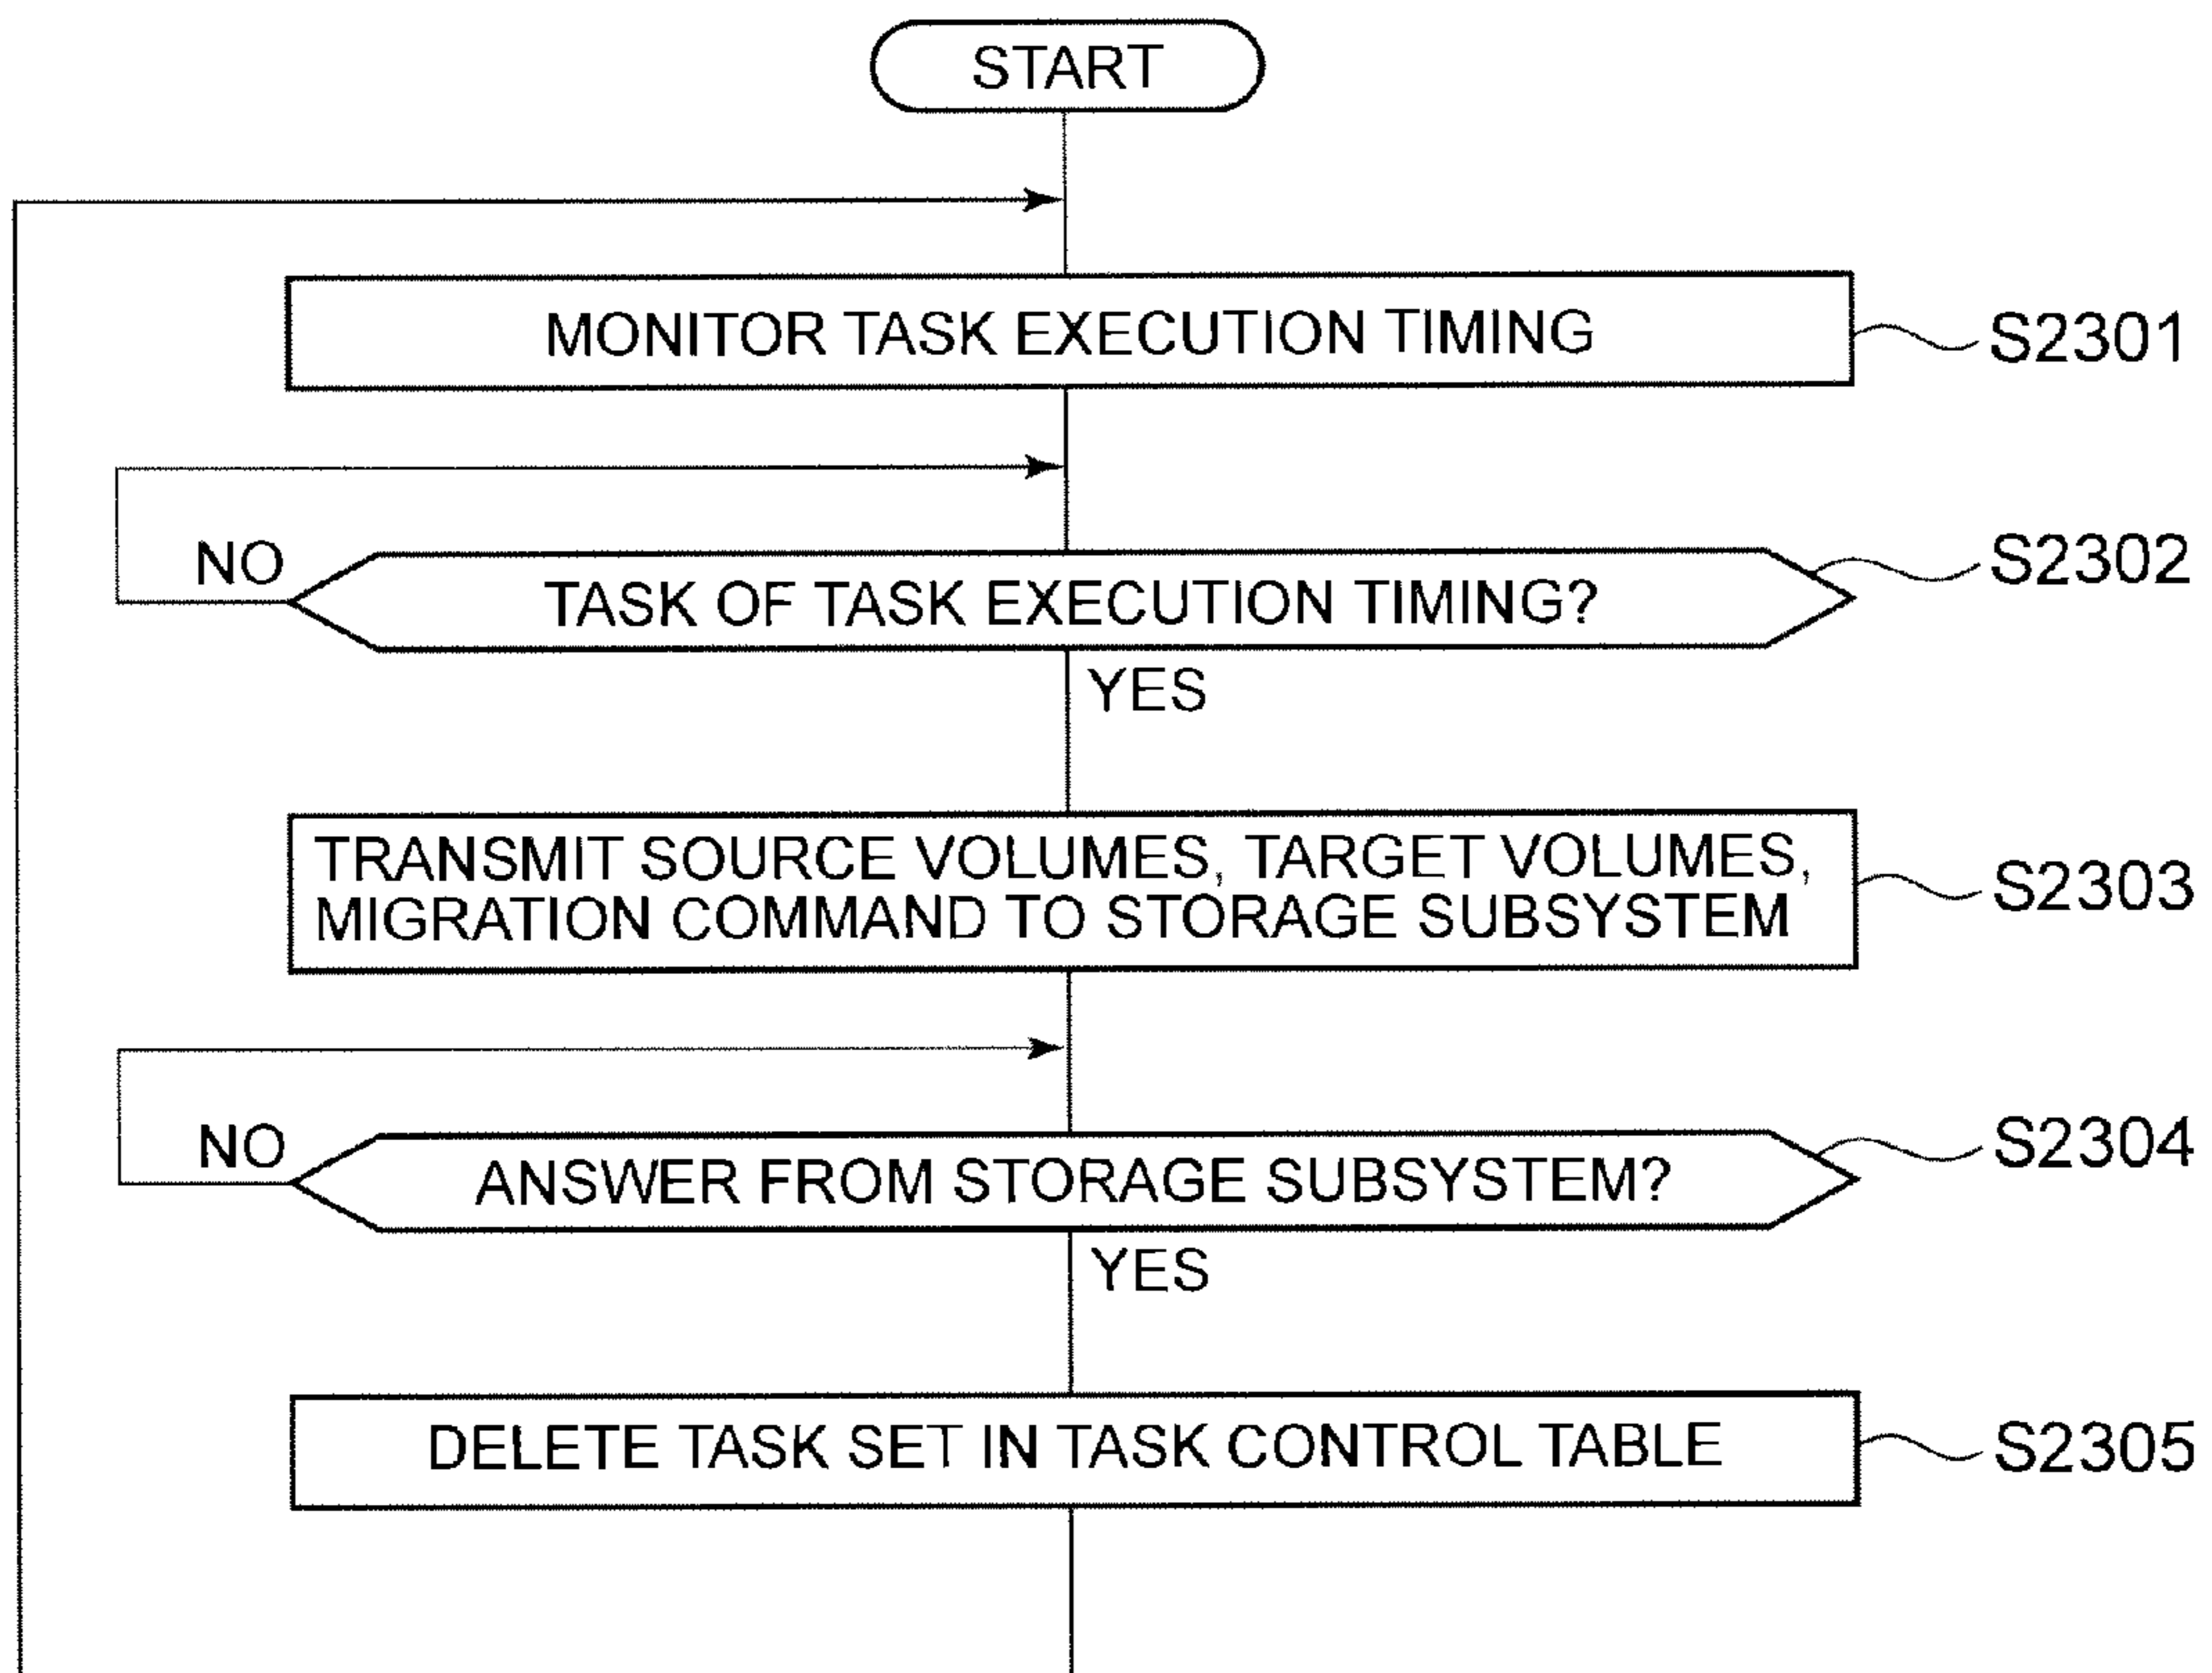 START
MONITOR TASK EXECUTION TIMING
S2301
NO
TASK OF TASK EXECUTION TIMING?
S2302
YES
TRANSMIT SOURCE VOLUMES, TARGET VOLUMES,
MIGRATION COMMAND TO STORAGE SUBSYSTEM
S2303
NO
ANSWER FROM STORAGE SUBSYSTEM?
S2304
YES
DELETE TASK SET IN TASK CONTROL TABLE
S2305